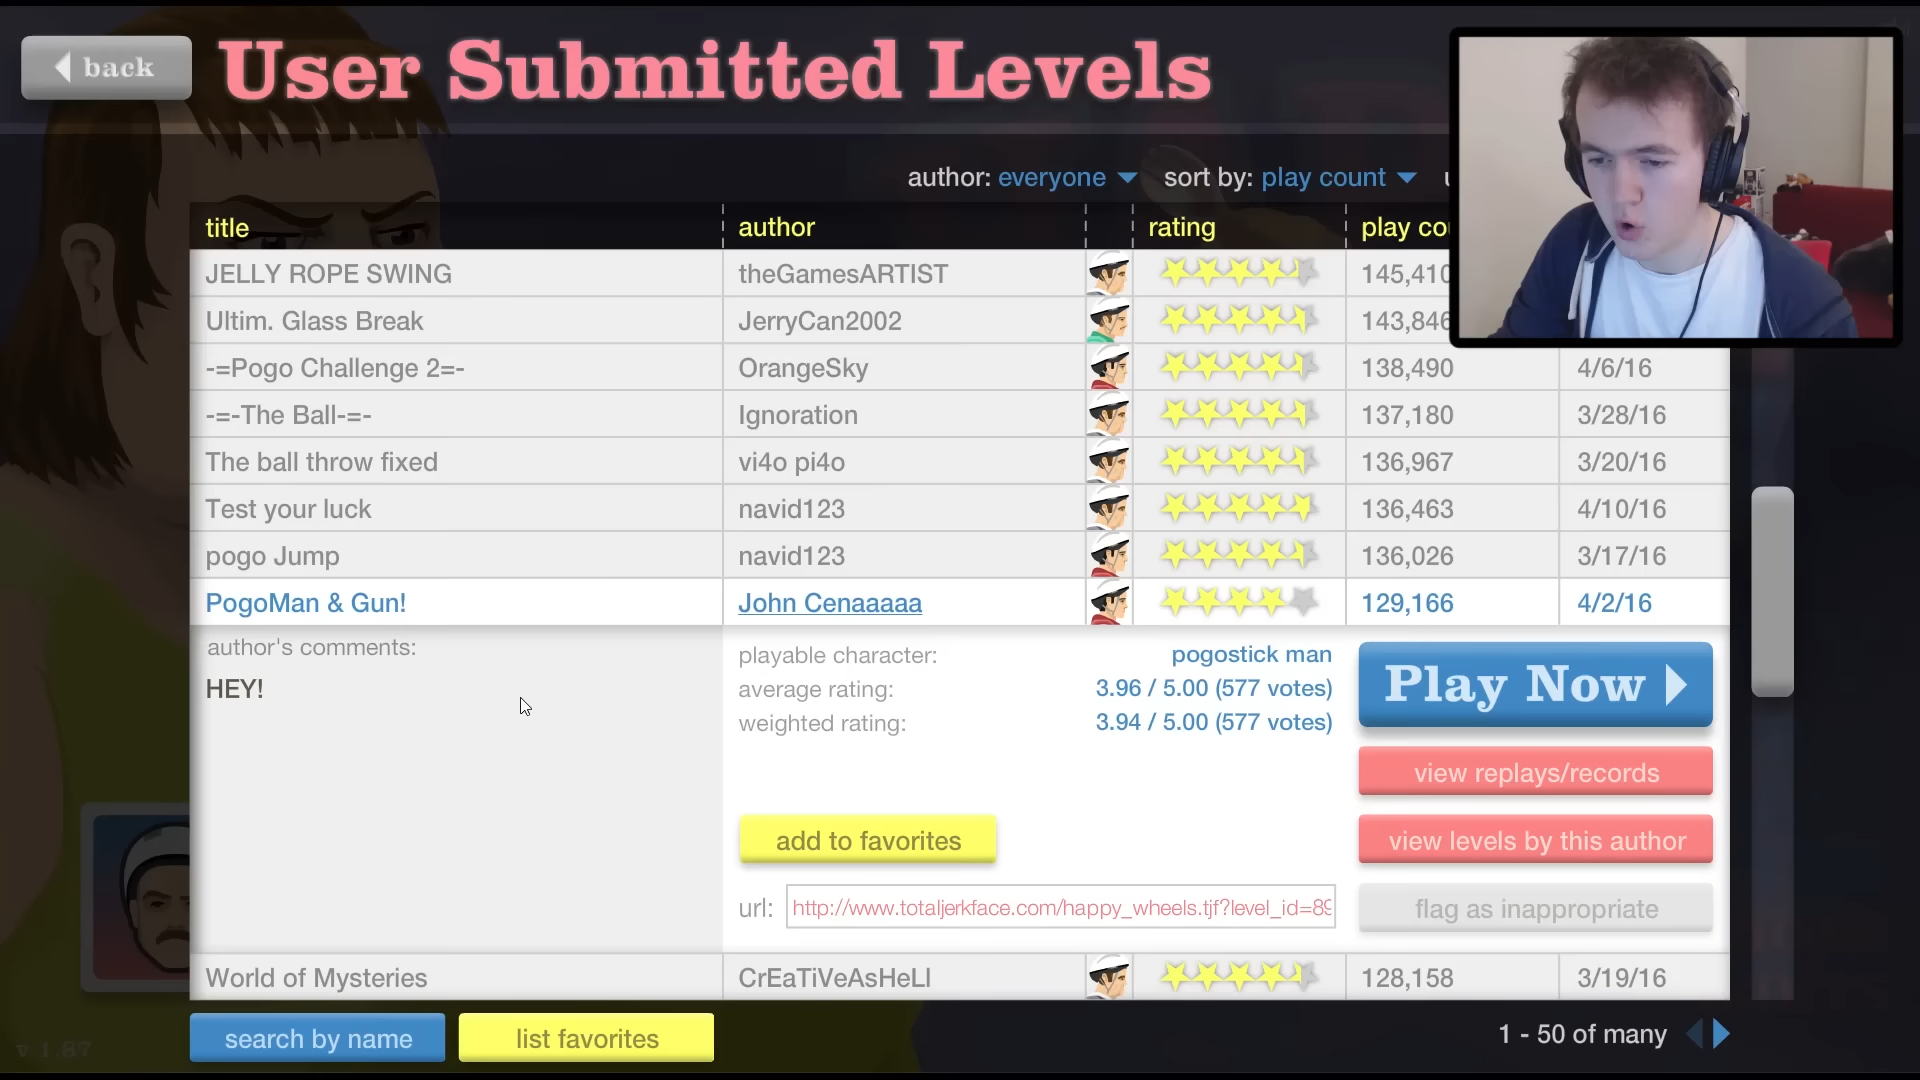 back
User Submitted Levels
author: everyone sort by: play count
title author rating play cou
JELLY ROPE SWING theGamesARTIST 145,410
Ultim. Glass Break JerryCan2002 143,846
-=Pogo Challenge 2=- OrangeSky 138,490 4/6/16
-=-The Ball-=- Ignoration 137,180 3/28/16
The ball throw fixed vi4o pi4o 136,967 3/20/16
Test your luck navid123 136,463 4/10/16
pogo Jump navid123 136,026 3/17/16
PogoMan & Gun! John Cenaaaaa 129,166 4/2/16
author's comments:
HEY!
playable character: pogostick man
average rating: 3.96 / 5.00 (577 votes)
weighted rating: 3.94 / 5.00 (577 votes)
Play Now
view replays/records
add to favorites
view levels by this author
url: http://www.totaljerkface.com/happy_wheels.tjf?level_id=89
flag as inappropriate
World of Mysteries CrEaTiVeAsHeLl 128,158 3/19/16
search by name
list favorites
1 - 50 of many
v 1.87